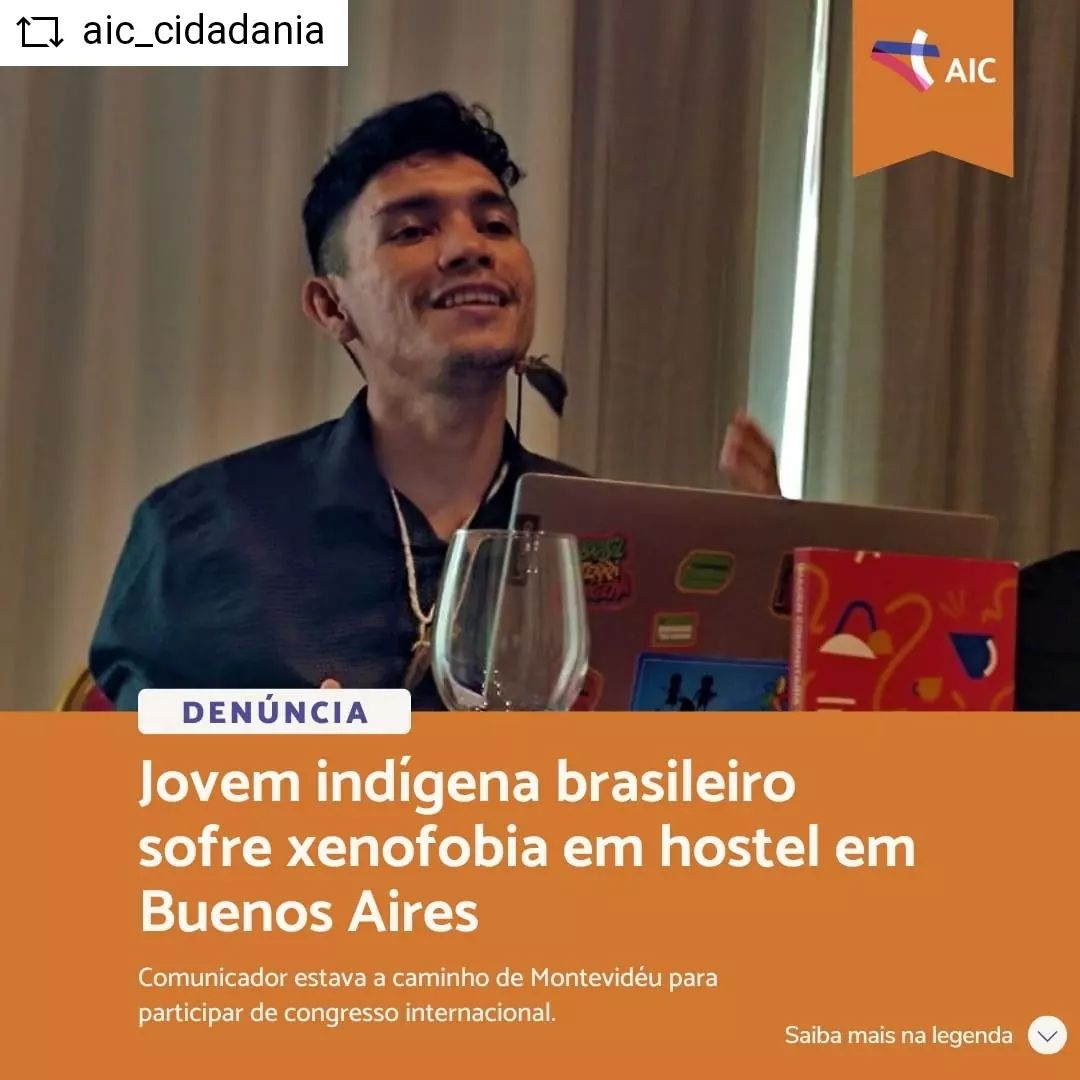 aic_cidadania
AIC
DENÚNCIA
Jovem indígena brasileiro
sofre xenofobia em hostel em
Buenos Aires
Comunicador estava a caminho de Montevidéu para
participar de congresso internacional.
Saiba mais na legenda